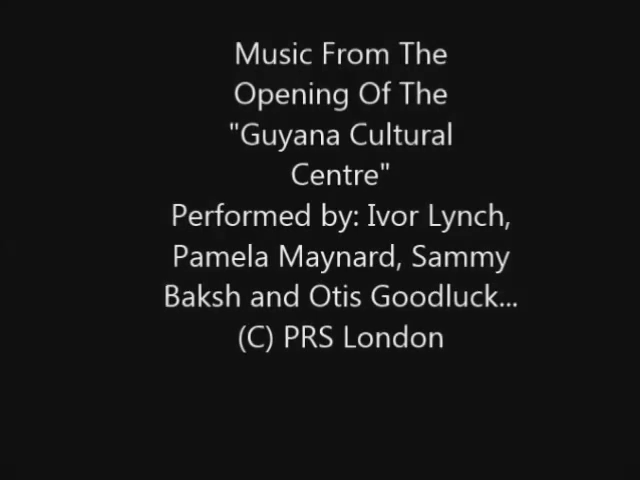 Music From The
Opening Of The
"Guyana Cultural
Centre"
Performed by: Ivor Lynch,
Pamela Maynard, Sammy
Baksh and Otis Goodluck...
(C) PRS London